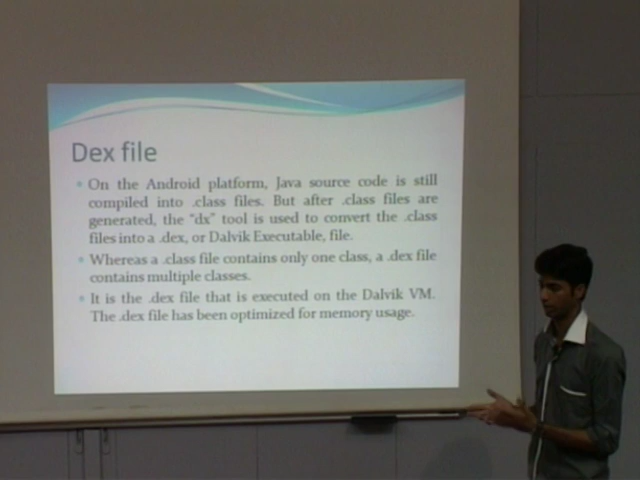 Dex file
On the Android platform, Java source code is still
compiled into .class files. But after .class files are
generated, the "dx" tool is used to convert the .class
files into a .dex, or Dalvik Executable, file.
Whereas a .class file contains only one class, a .dex file
contains multiple classes.
It is the .dex file that is executed on the Dalvik VM.
The .dex file has been optimized for memory usage.